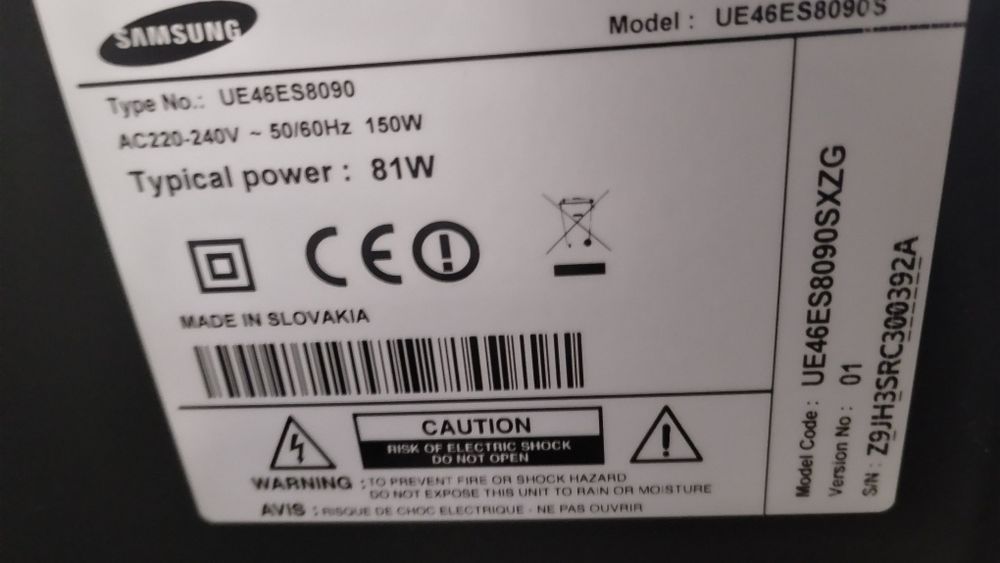 SAMSUNG
Model : UE46ES8090S
Type No.: UE46ES8090
AC220-240V ~ 50/60Hz 150W
Typical power : 81W
CE
MADE IN SLOVAKIA
CAUTION
RISK OF ELECTRIC SHOCK
DO NOT OPEN
WARNING : TO PREVENT FIRE OR SHOCK HAZARD
DO NOT EXPOSE THIS UNIT TO RAIN OR MOISTURE
AVIS : RISQUE DE CHOC ELECTRIQUE - NE PAS OUVRIR
Model Code : UE46ES8090SXZG
Version No : 01
S/N : Z9JH3SRC300392A